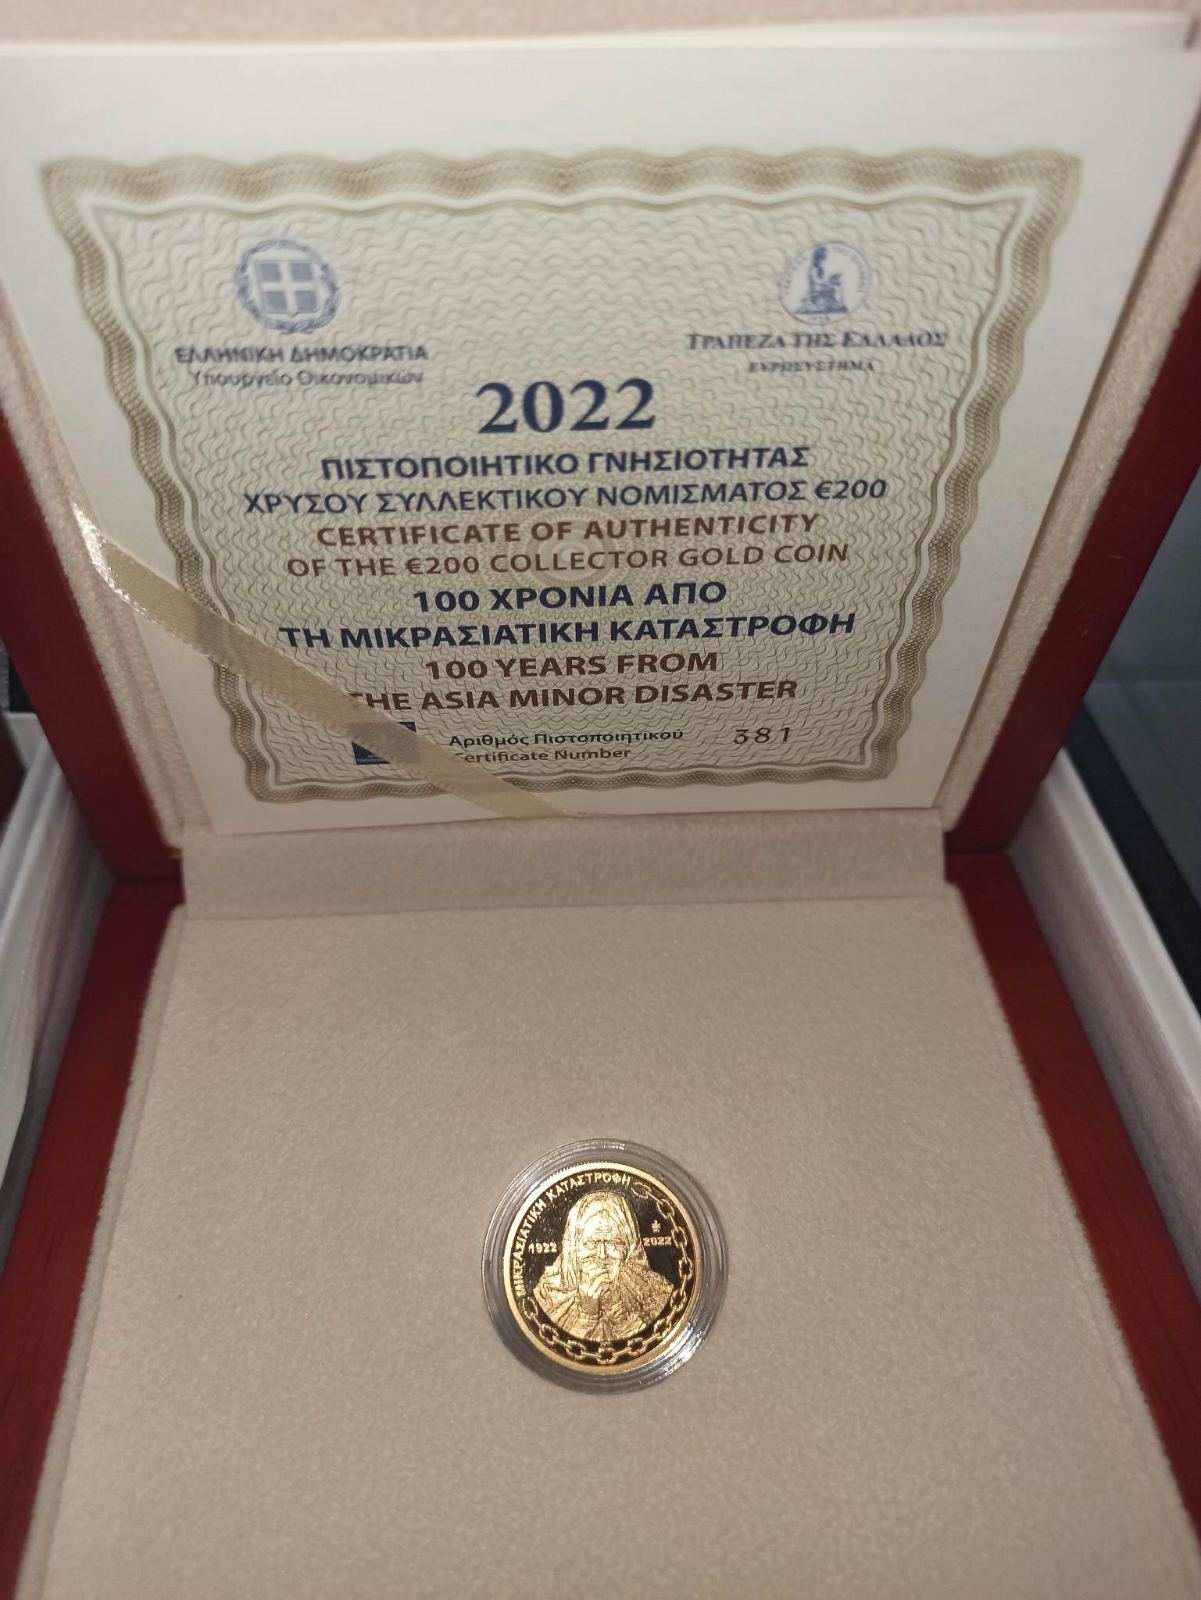 ΕΛΛΗΝΙΚΗ ΔΗΜΟΚΡΑΤΙΑ
Υπουργείο Οικονομικών
ΤΡΑΠΕΖΑ ΤΗΣ ΕΛΛΑΔΟΣ
ΕΥΡΩΣΥΣΤΗΜΑ
2022
ΠΙΣΤΟΠΟΙΗΤΙΚΟ ΓΝΗΣΙΟΤΗΤΑΣ
ΧΡΥΣΟΥ ΣΥΛΛΕΚΤΙΚΟΥ ΝΟΜΙΣΜΑΤΟΣ €200
CERTIFICATE OF AUTHENTICITY
OF THE €200 COLLECTOR GOLD COIN
100 ΧΡΟΝΙΑ ΑΠΟ
ΤΗ ΜΙΚΡΑΣΙΑΤΙΚΗ ΚΑΤΑΣΤΡΟΦΗ
100 YEARS FROM
THE ASIA MINOR DISASTER
Αριθμός Πιστοποιητικού 381
Certificate Number
ΜΙΚΡΑΣΙΑΤΙΚΗ ΚΑΤΑΣΤΡΟΦΗ
1922 2022